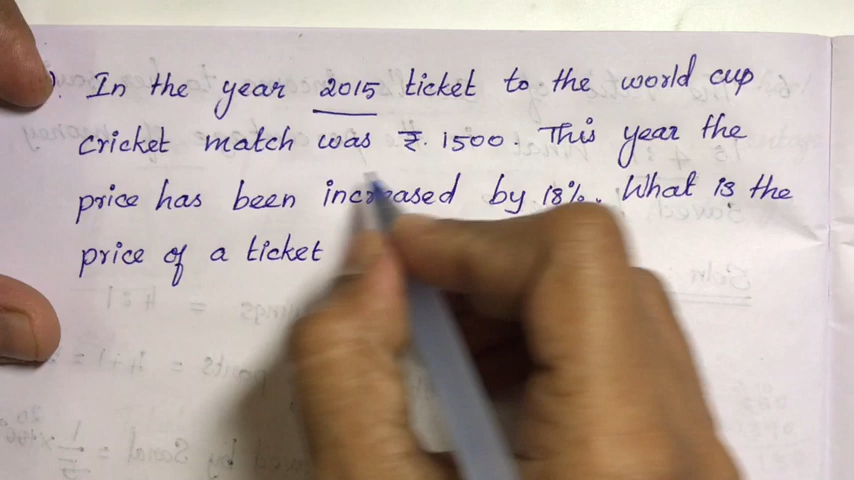 ). In the year 2015 ticket to the world cup
cricket match was ₹. 1500. This year the
price has been increased by 18%. What is the
price of a ticket